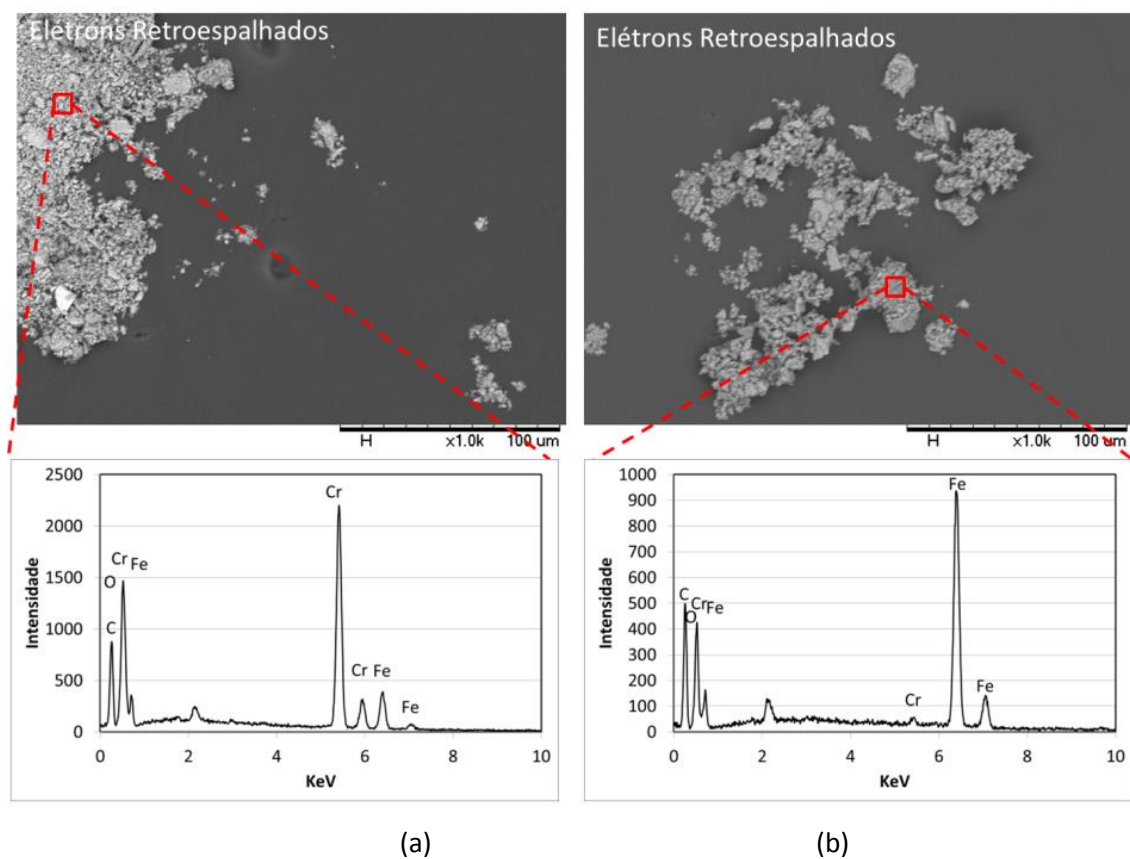 Elétrons Retroespalhados
H x1.0k 100 um
2500
2000
1500
1000
500
0
Intensidade
O
Cr Fe
C
Cr
Cr
Fe
Fe
0 2 4 6 8 10
KeV
(a)
Elétrons Retroespalhados
H x1.0k 100 um
1000
900
800
700
600
500
400
300
200
100
0
Intensidade
C
O
Cr
Fe
Fe
Cr
Fe
0 2 4 6 8 10
KeV
(b)